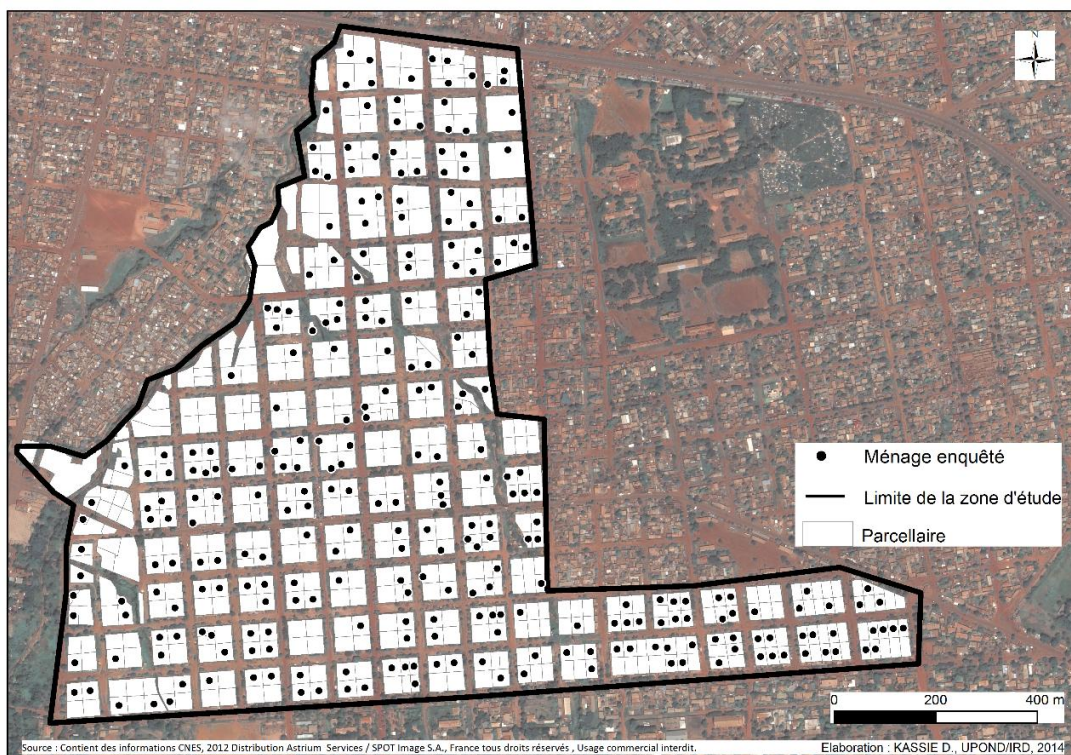 N
Ménage enquêté
Limite de la zone d'étude
Parcellaire
0 200 400 m
Source : Contient des informations CNES, 2012 Distribution Astrium Services / SPOT Image S.A., France tous droits réservés , Usage commercial interdit.
Elaboration : KASSIE D., UPOND/IRD, 2014